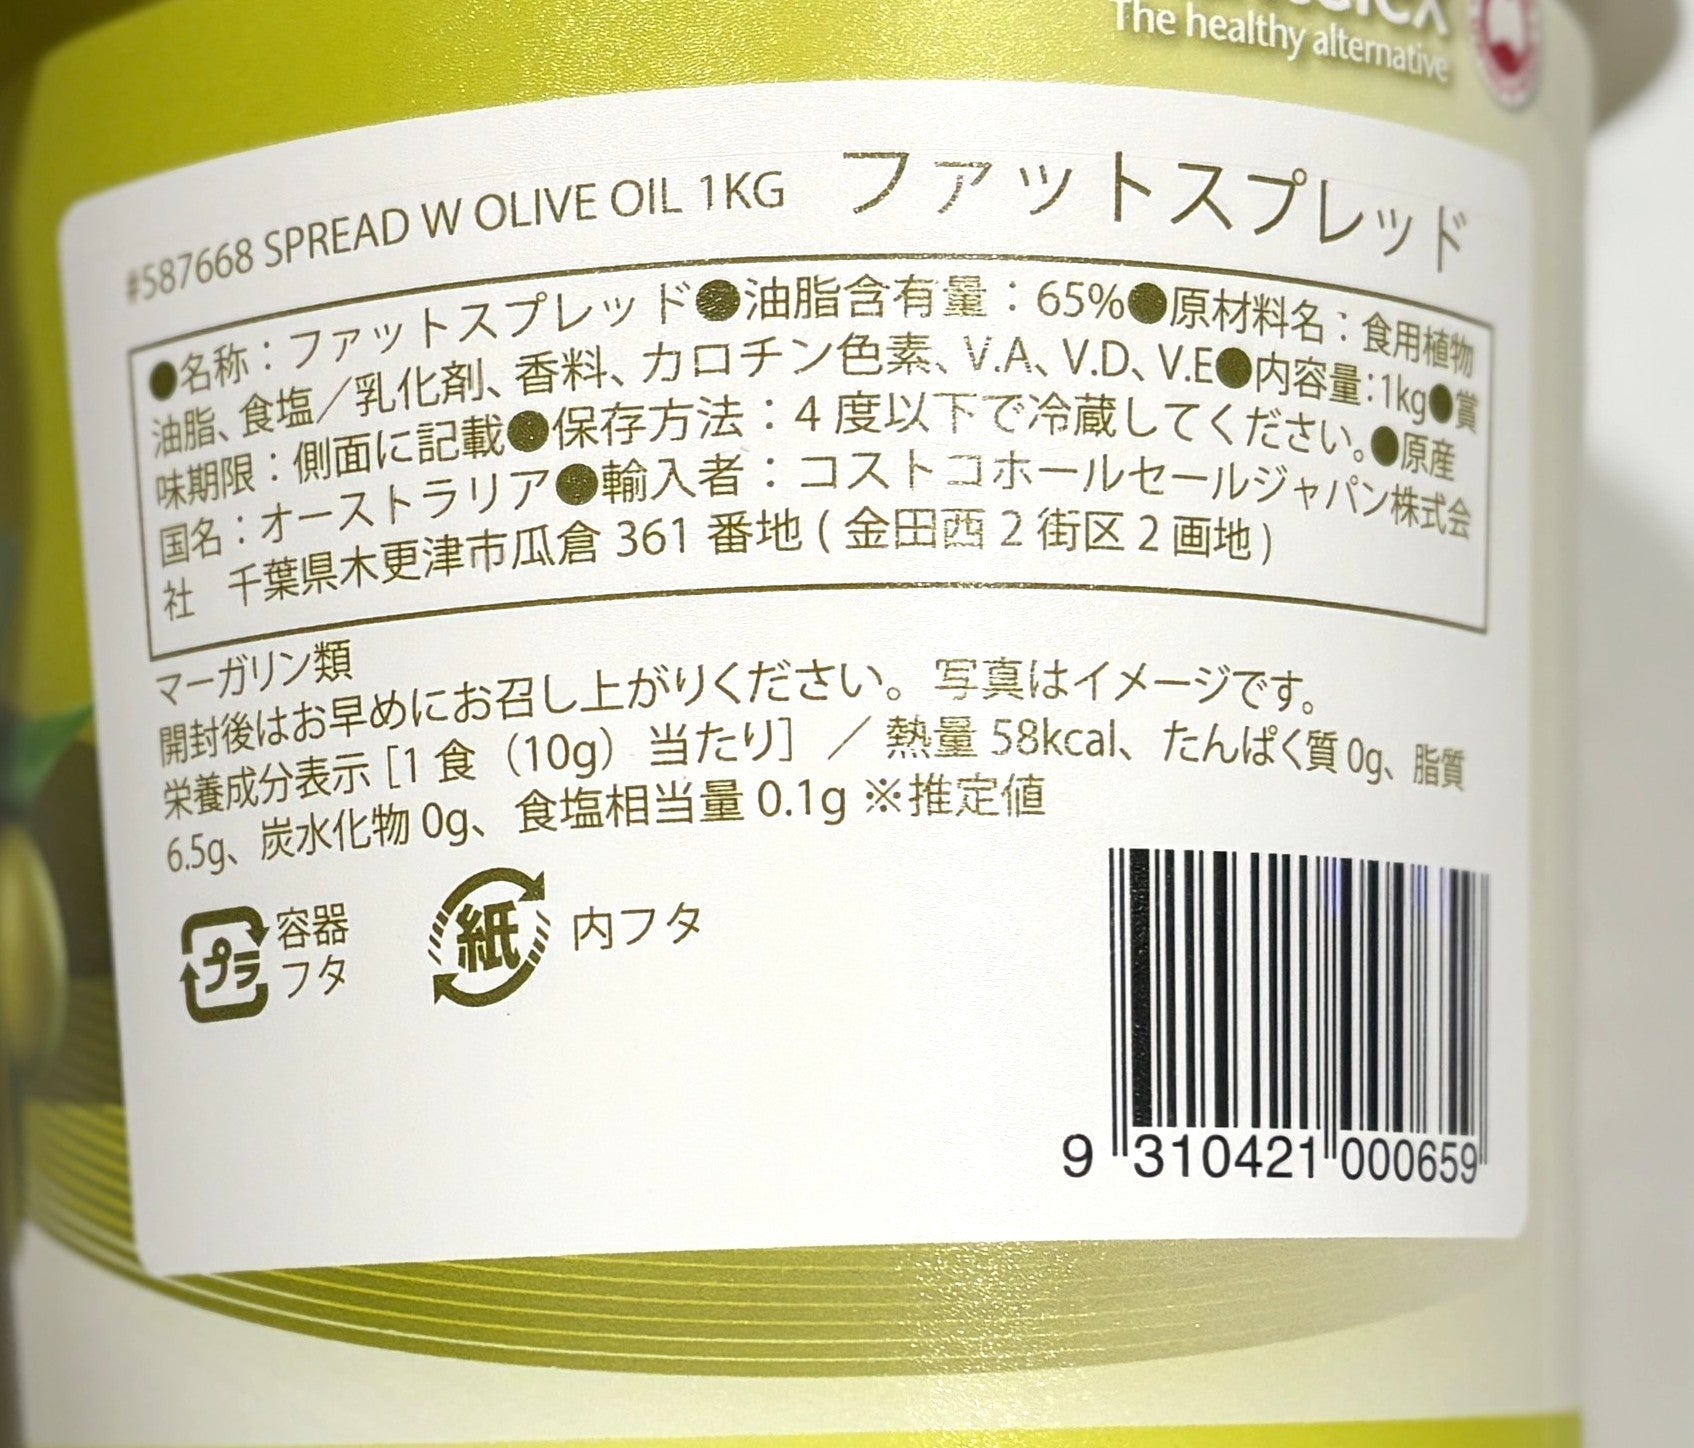 The healthy alternative
#587668 SPREAD W OLIVE OIL 1KG ファットスプレッド
●名称：ファットスプレッド●油脂含有量：65%●原材料名：食用植物
油脂、食塩／乳化剤、香料、カロチン色素、V.A、V.D、V.E●内容量：1kg●賞
味期限：側面に記載●保存方法：4度以下で冷蔵してください。●原産
国名：オーストラリア●輸入者：コストコホールセールジャパン株式会
社 千葉県木更津市瓜倉 361 番地 ( 金田西 2 街区 2 画地 )
マーガリン類
開封後はお早めにお召し上がりください。写真はイメージです。
栄養成分表示［1 食（10g）当たり］／ 熱量 58kcal、たんぱく質 0g、脂質
6.5g、炭水化物 0g、食塩相当量 0.1g ※推定値
プラ 容器
フタ
紙 内フタ
9 310421 000659